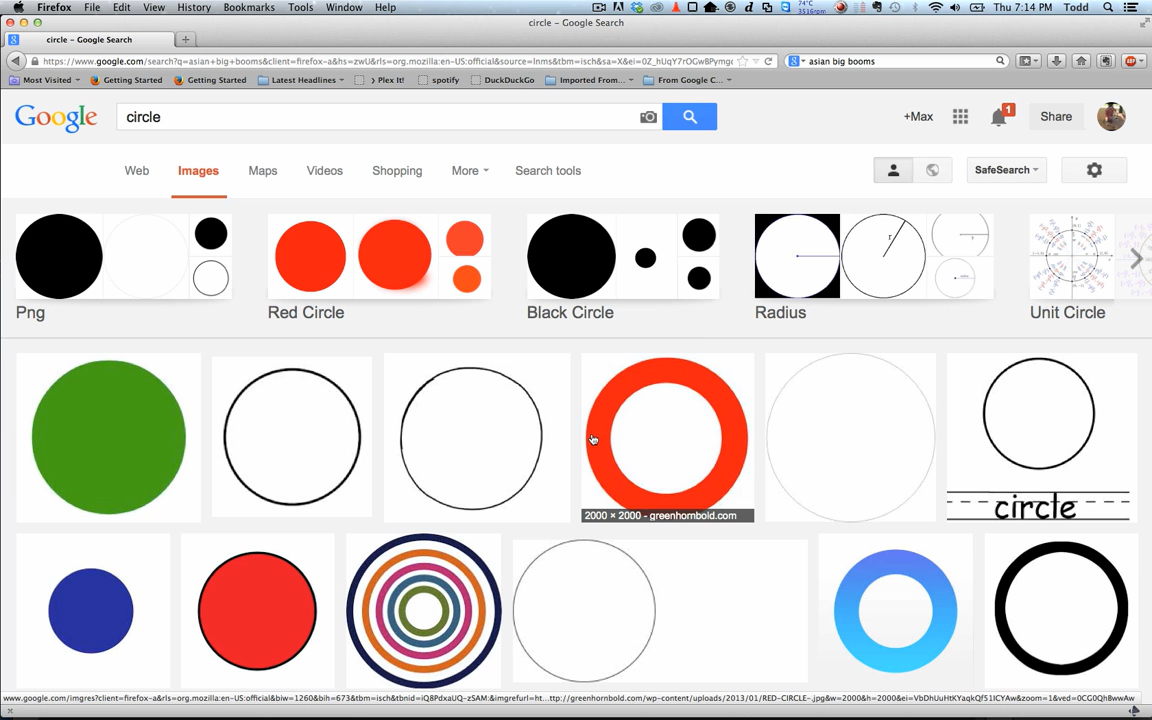 Firefox File Edit View History Bookmarks Tools Window Help 74°C 3516rpm Thu 7:14 PM Todd
circle – Google Search
circle – Google Search
https://www.google.com/search?q=asian+big+booms&client=firefox-a&hs=zwU&rls=org.mozilla:en-US:official&source=lnms&tbm=isch&sa=X&ei=0Z_hUqY7rOGwBPymgc asian big booms
Most Visited Getting Started Getting Started Latest Headlines Plex It! spotify DuckDuckGo Imported From... From Google C...
Google circle +Max 1 Share
Web Images Maps Videos Shopping More Search tools SafeSearch
r
Png Red Circle Black Circle Radius Unit Circle
circle
2000 × 2000 - greenhornbold.com